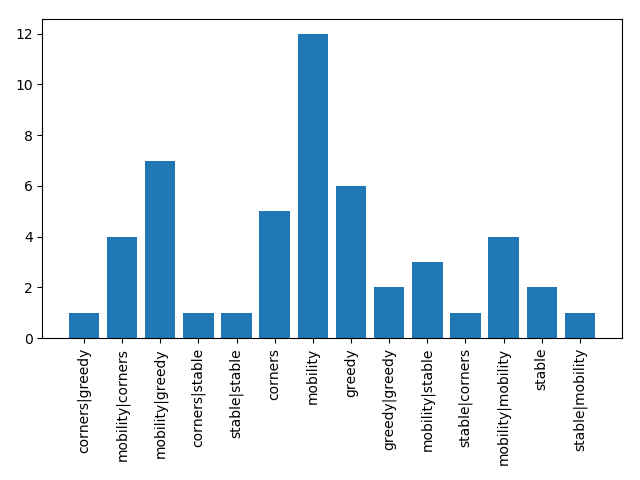 12
10
8
6
4
2
0
corners|greedy
mobility|corners
mobility|greedy
corners|stable
stable|stable
corners
mobility
greedy
greedy|greedy
mobility|stable
stable|corners
mobility|mobility
stable
stable|mobility